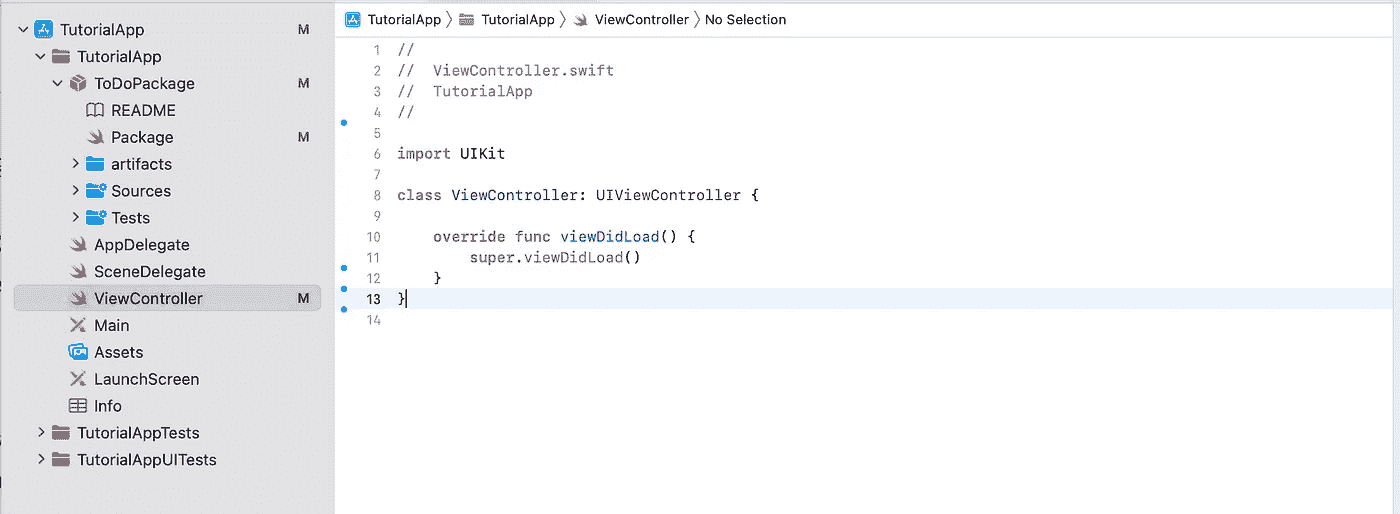 TutorialApp M
TutorialApp
ToDoPackage M
README
Package M
artifacts
Sources
Tests
AppDelegate
SceneDelegate
ViewController M
Main
Assets
LaunchScreen
Info
TutorialAppTests
TutorialAppUITests
TutorialApp 〉 TutorialApp 〉 ViewController 〉 No Selection
1 //
2 //  ViewController.swift
3 //  TutorialApp
4 //
5
6 import UIKit
7
8 class ViewController: UIViewController {
9
10     override func viewDidLoad() {
11         super.viewDidLoad()
12     }
13 }
14